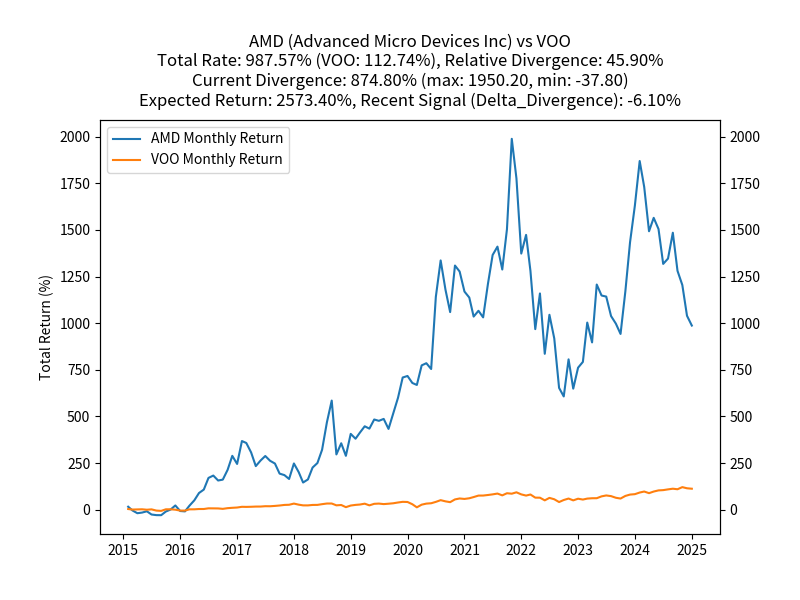 AMD (Advanced Micro Devices Inc) vs VOO
Total Rate: 987.57% (VOO: 112.74%), Relative Divergence: 45.90%
Current Divergence: 874.80% (max: 1950.20, min: -37.80)
Expected Return: 2573.40%, Recent Signal (Delta_Divergence): -6.10%
AMD Monthly Return
VOO Monthly Return
Total Return (%)
2000
1750
1500
1250
1000
750
500
250
0
2000
1750
1500
1250
1000
750
500
250
0
2015 2016 2017 2018 2019 2020 2021 2022 2023 2024 2025